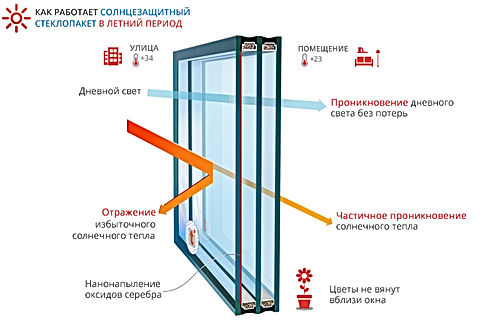 КАК РАБОТАЕТ СОЛНЦЕЗАЩИТНЫЙ
СТЕКЛОПАКЕТ В ЛЕТНИЙ ПЕРИОД
УЛИЦА
+34
ПОМЕЩЕНИЕ
+23
Дневной свет
Проникновение дневного
света без потерь
Отражение
избыточного
солнечного тепла
Частичное проникновение
солнечного тепла
Нанонапыление
оксидов серебра
Цветы не вянут
вблизи окна